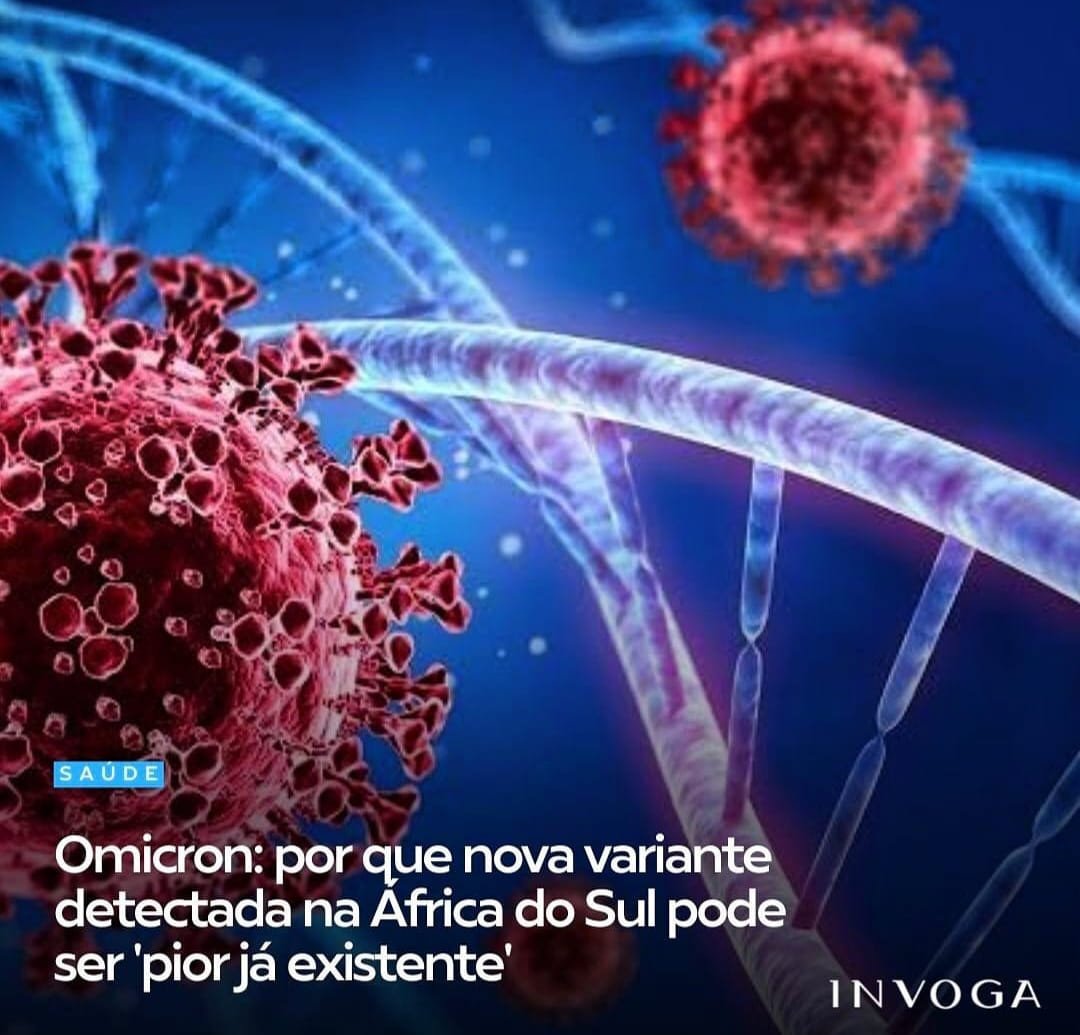 SAÚDE
Omicron: por que nova variante
detectada na África do Sul pode
ser 'pior já existente'
INVOGA